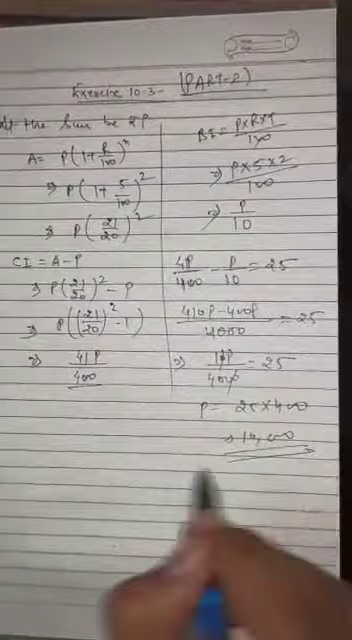 Exercise 10.3- (PART-2)
let the Sum be ₹P
A = P(1+R/100)^n
⇒ P(1+5/100)^2
⇒ P(21/20)^2
CI = A-P
⇒ P(21/20)^2 - P
⇒ P((21/20)^2 - 1)
⇒ 41P/400
SI = P×R×T/100
⇒ P×5×2/100
⇒ P/10
41P/400 - P/10 = 25
410P-400P/4000 = 25
⇒ 10P/4000 = 25
P = 25×400
⇒ 10,000